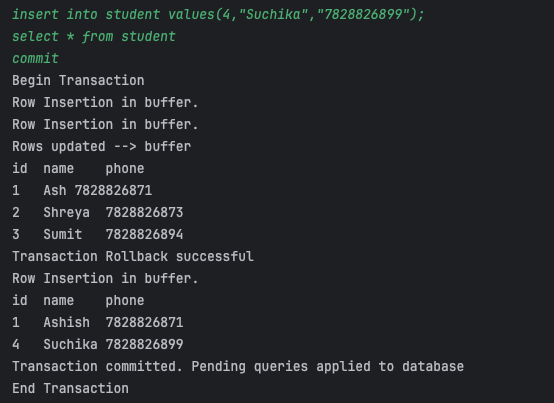 insert into student values(4,"Suchika","7828826899");
select * from student
commit
Begin Transaction
Row Insertion in buffer.
Row Insertion in buffer.
Rows updated --> buffer
id  name    phone
1   Ash 7828826871
2   Shreya  7828826873
3   Sumit   7828826894
Transaction Rollback successful
Row Insertion in buffer.
id  name    phone
1   Ashish  7828826871
4   Suchika 7828826899
Transaction committed. Pending queries applied to database
End Transaction